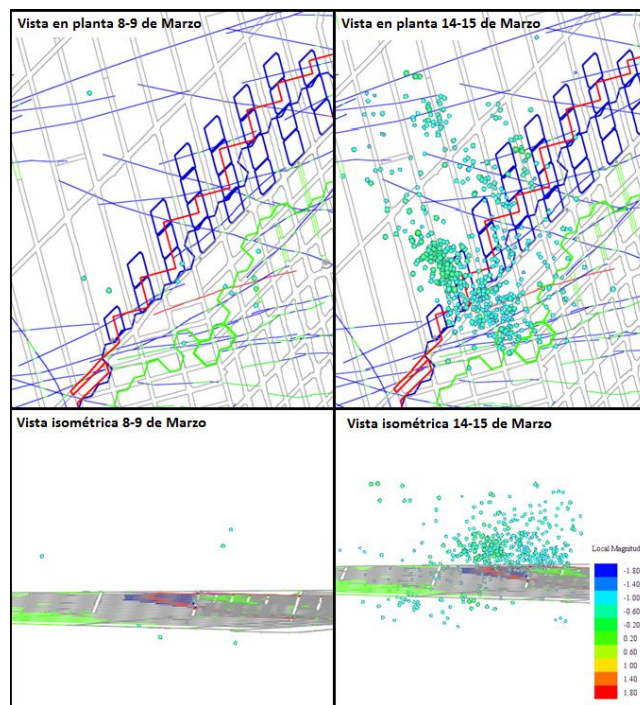 Vista en planta 8-9 de Marzo
Vista en planta 14-15 de Marzo
Vista isométrica 8-9 de Marzo
Vista isométrica 14-15 de Marzo
Local Magnitud
-1.80
-1.40
-1.00
-0.60
-0.20
0.20
0.60
1.00
1.40
1.80